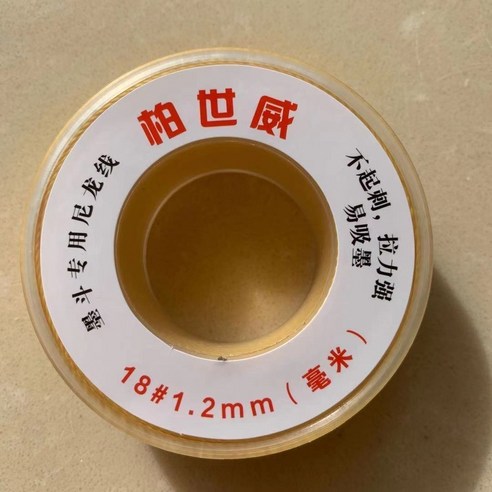 柏世威
墨斗专用尼龙线
不起刺，拉力强
易吸墨
18#1.2mm（毫米）